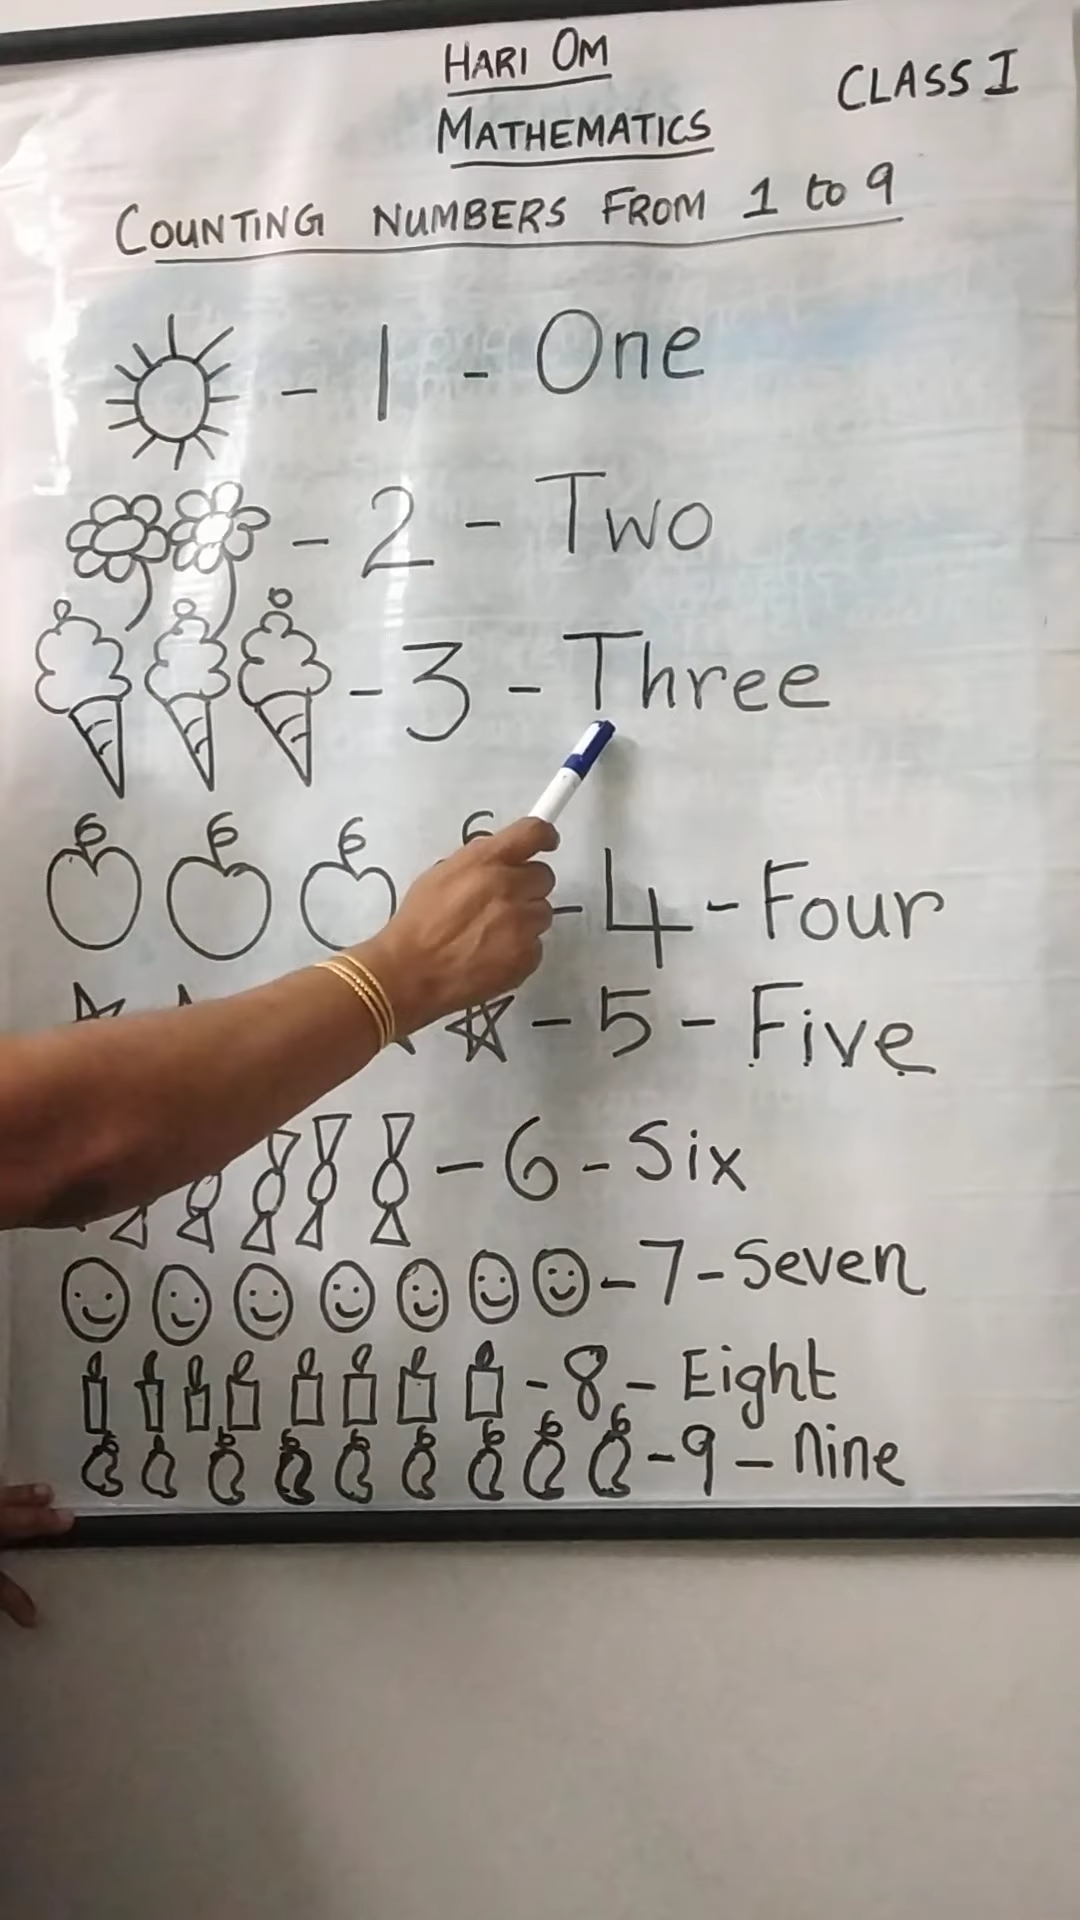 HARI OM
CLASS I
MATHEMATICS
COUNTING NUMBERS FROM 1 to 9
- 1 - One
- 2 - Two
- 3 - Three
- 4 - Four
- 5 - Five
- 6 - Six
- 7 - Seven
- 8 - Eight
- 9 - Nine